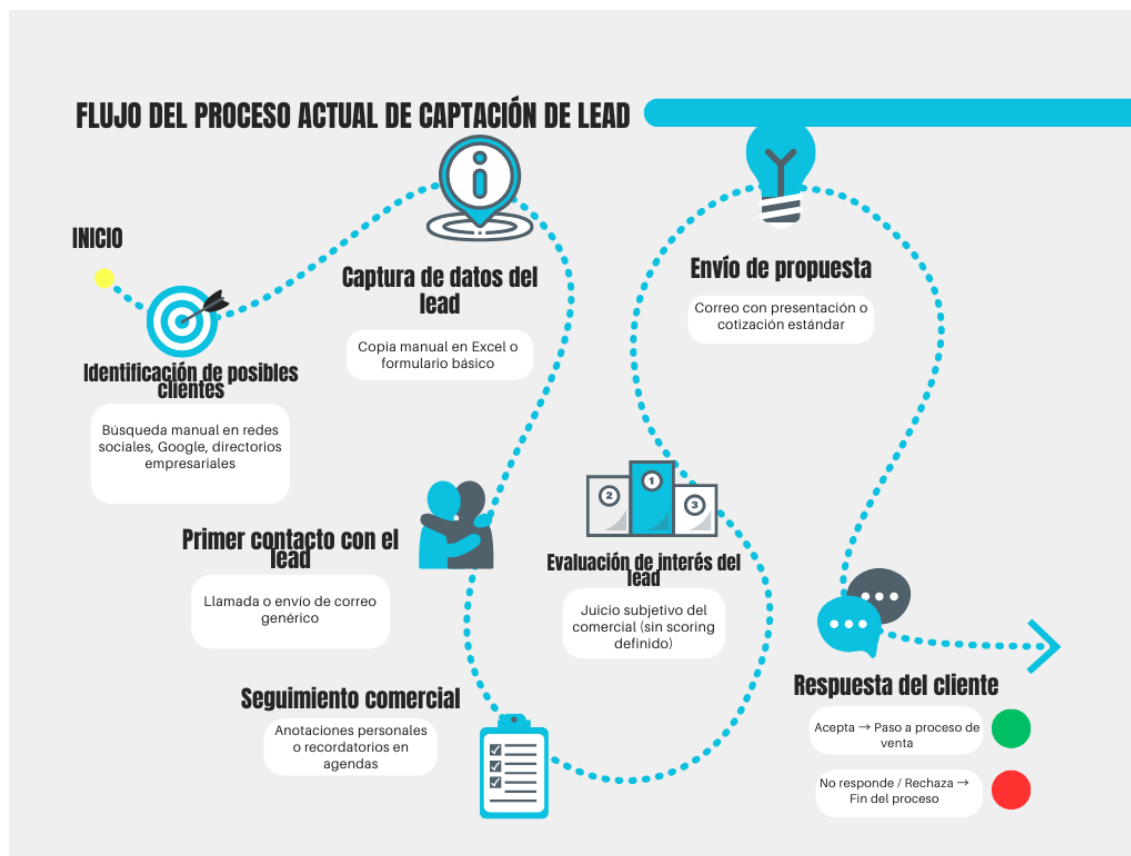 FLUJO DEL PROCESO ACTUAL DE CAPTACIÓN DE LEAD
INICIO
Identificación de posibles
clientes
Búsqueda manual en redes
sociales, Google, directorios
empresariales
Captura de datos del
lead
Copia manual en Excel o
formulario básico
Primer contacto con el
lead
Llamada o envío de correo
genérico
Seguimiento comercial
Anotaciones personales
o recordatorios en
agendas
2
1
3
Evaluación de interés del
lead
Juicio subjetivo del
comercial (sin scoring
definido)
Envío de propuesta
Correo con presentación o
cotización estándar
Respuesta del cliente
Acepta → Paso a proceso de
venta
No responde / Rechaza →
Fin del proceso